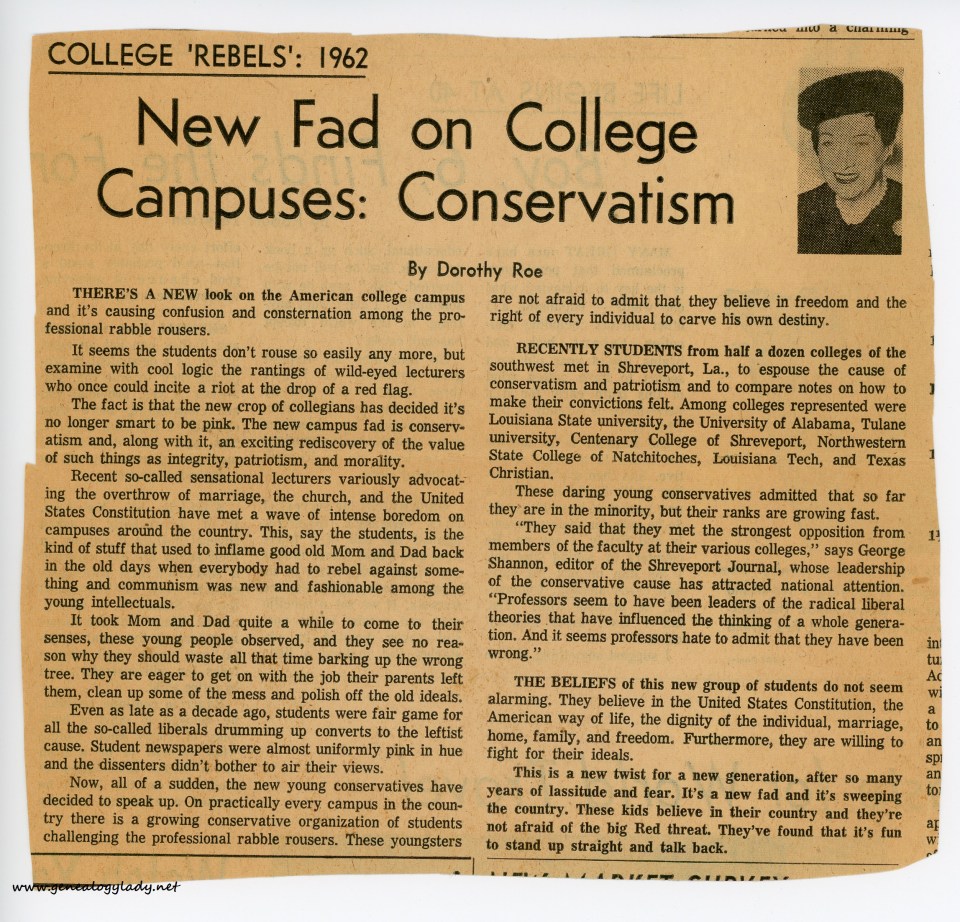 into a charming
COLLEGE 'REBELS': 1962
New Fad on College
Campuses: Conservatism
By Dorothy Roe
THERE'S A NEW look on the American college campus
and it's causing confusion and consternation among the pro-
fessional rabble rousers.
It seems the students don't rouse so easily any more, but
examine with cool logic the rantings of wild-eyed lecturers
who once could incite a riot at the drop of a red flag.
The fact is that the new crop of collegians has decided it's
no longer smart to be pink. The new campus fad is conserv-
atism and, along with it, an exciting rediscovery of the value
of such things as integrity, patriotism, and morality.
Recent so-called sensational lecturers variously advocat-
ing the overthrow of marriage, the church, and the United
States Constitution have met a wave of intense boredom on
campuses around the country. This, say the students, is the
kind of stuff that used to inflame good old Mom and Dad back
in the old days when everybody had to rebel against some-
thing and communism was new and fashionable among the
young intellectuals.
It took Mom and Dad quite a while to come to their
senses, these young people observed, and they see no rea-
son why they should waste all that time barking up the wrong
tree. They are eager to get on with the job their parents left
them, clean up some of the mess and polish off the old ideals.
Even as late as a decade ago, students were fair game for
all the so-called liberals drumming up converts to the leftist
cause. Student newspapers were almost uniformly pink in hue
and the dissenters didn't bother to air their views.
Now, all of a sudden, the new young conservatives have
decided to speak up. On practically every campus in the coun-
try there is a growing conservative organization of students
challenging the professional rabble rousers. These youngsters
are not afraid to admit that they believe in freedom and the
right of every individual to carve his own destiny.
RECENTLY STUDENTS from half a dozen colleges of the
southwest met in Shreveport, La., to espouse the cause of
conservatism and patriotism and to compare notes on how to
make their convictions felt. Among colleges represented were
Louisiana State university, the University of Alabama, Tulane
university, Centenary College of Shreveport, Northwestern
State College of Natchitoches, Louisiana Tech, and Texas
Christian.
These daring young conservatives admitted that so far
they are in the minority, but their ranks are growing fast.
"They said that they met the strongest opposition from
members of the faculty at their various colleges," says George
Shannon, editor of the Shreveport Journal, whose leadership
of the conservative cause has attracted national attention.
"Professors seem to have been leaders of the radical liberal
theories that have influenced the thinking of a whole genera-
tion. And it seems professors hate to admit that they have been
wrong."
THE BELIEFS of this new group of students do not seem
alarming. They believe in the United States Constitution, the
American way of life, the dignity of the individual, marriage,
home, family, and freedom. Furthermore, they are willing to
fight for their ideals.
This is a new twist for a new generation, after so many
years of lassitude and fear. It's a new fad and it's sweeping
the country. These kids believe in their country and they're
not afraid of the big Red threat. They've found that it's fun
to stand up straight and talk back.
www.genealogylady.net